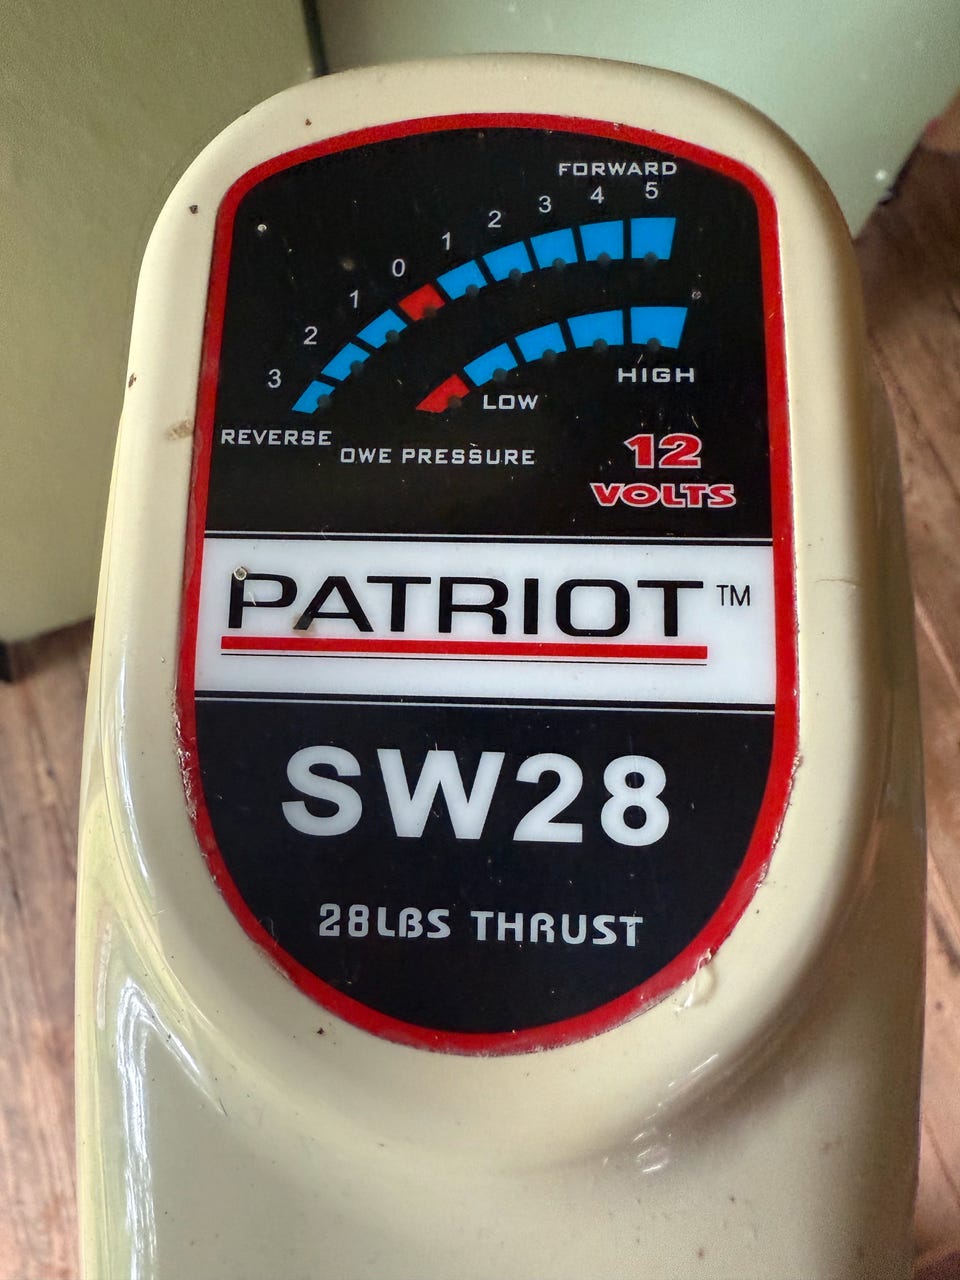 FORWARD
3 2 1 0 1 2 3 4 5
REVERSE
LOW HIGH
OWE PRESSURE
12
VOLTS
PATRIOT™
SW28
28LBS THRUST